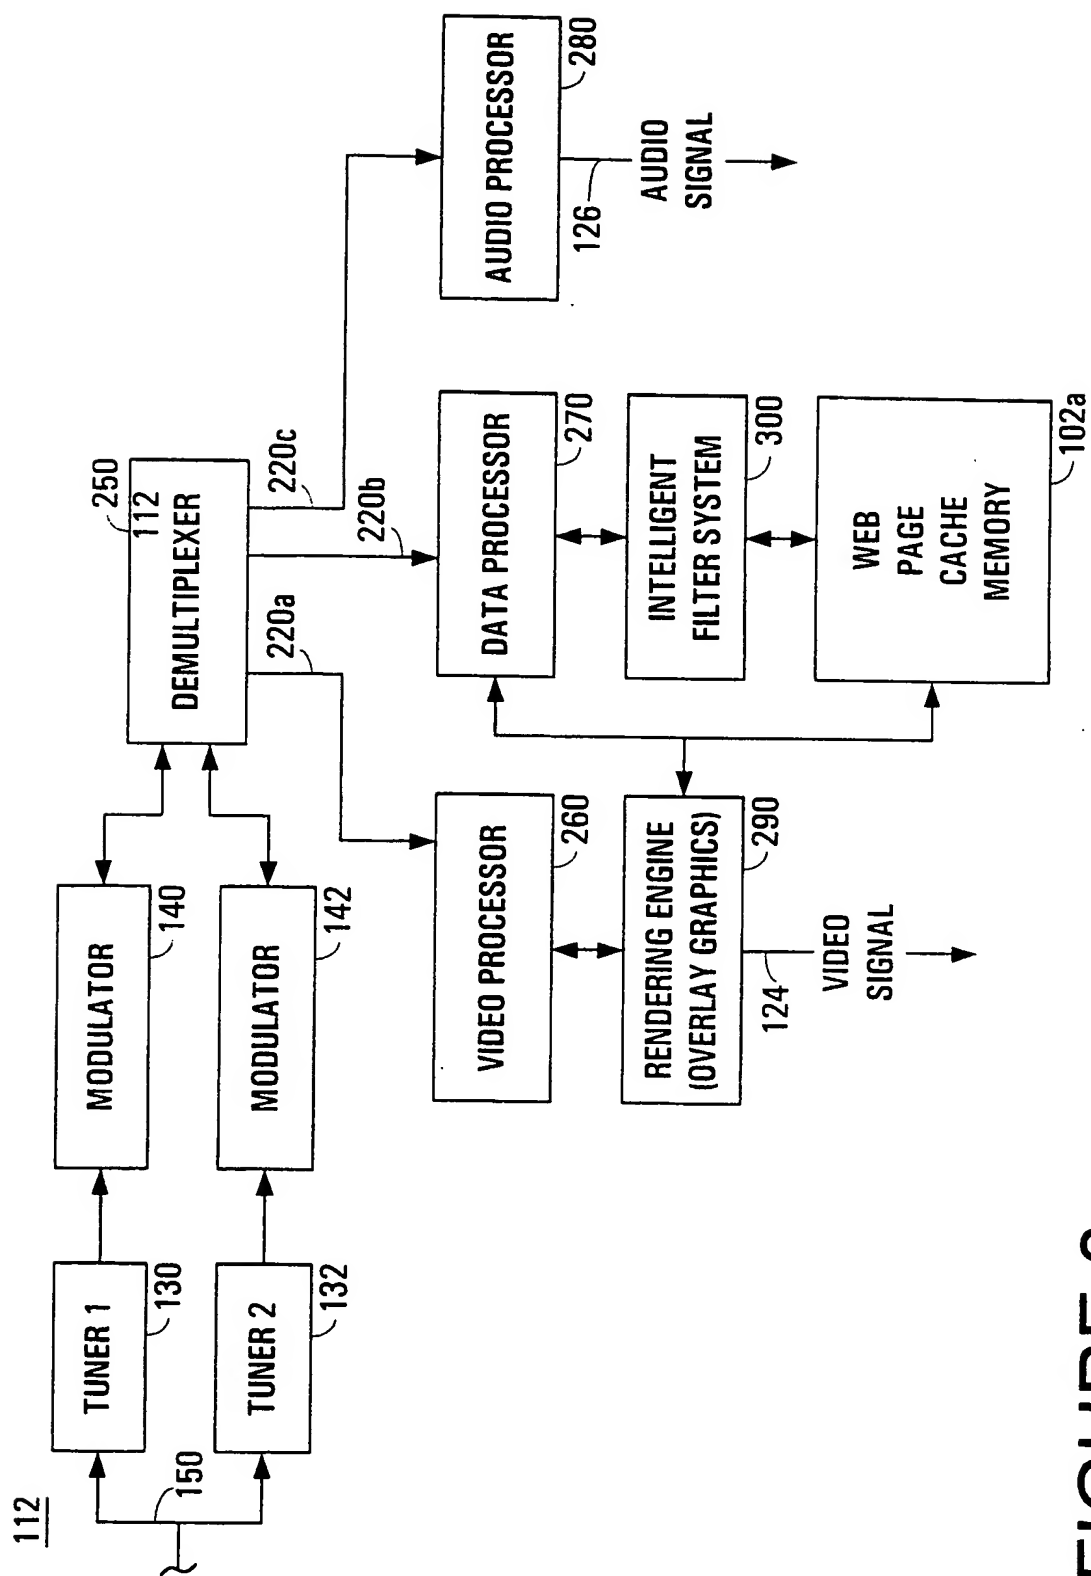 112
150
TUNER 1
130
TUNER 2
132
MODULATOR
140
MODULATOR
142
250
112
DEMULTIPLEXER
220a
220b
220c
VIDEO PROCESSOR
260
RENDERING ENGINE
(OVERLAY GRAPHICS)
290
124
VIDEO
SIGNAL
DATA PROCESSOR
270
INTELLIGENT
FILTER SYSTEM
300
WEB
PAGE
CACHE
MEMORY
102a
AUDIO PROCESSOR
280
126
AUDIO
SIGNAL
FIGURE